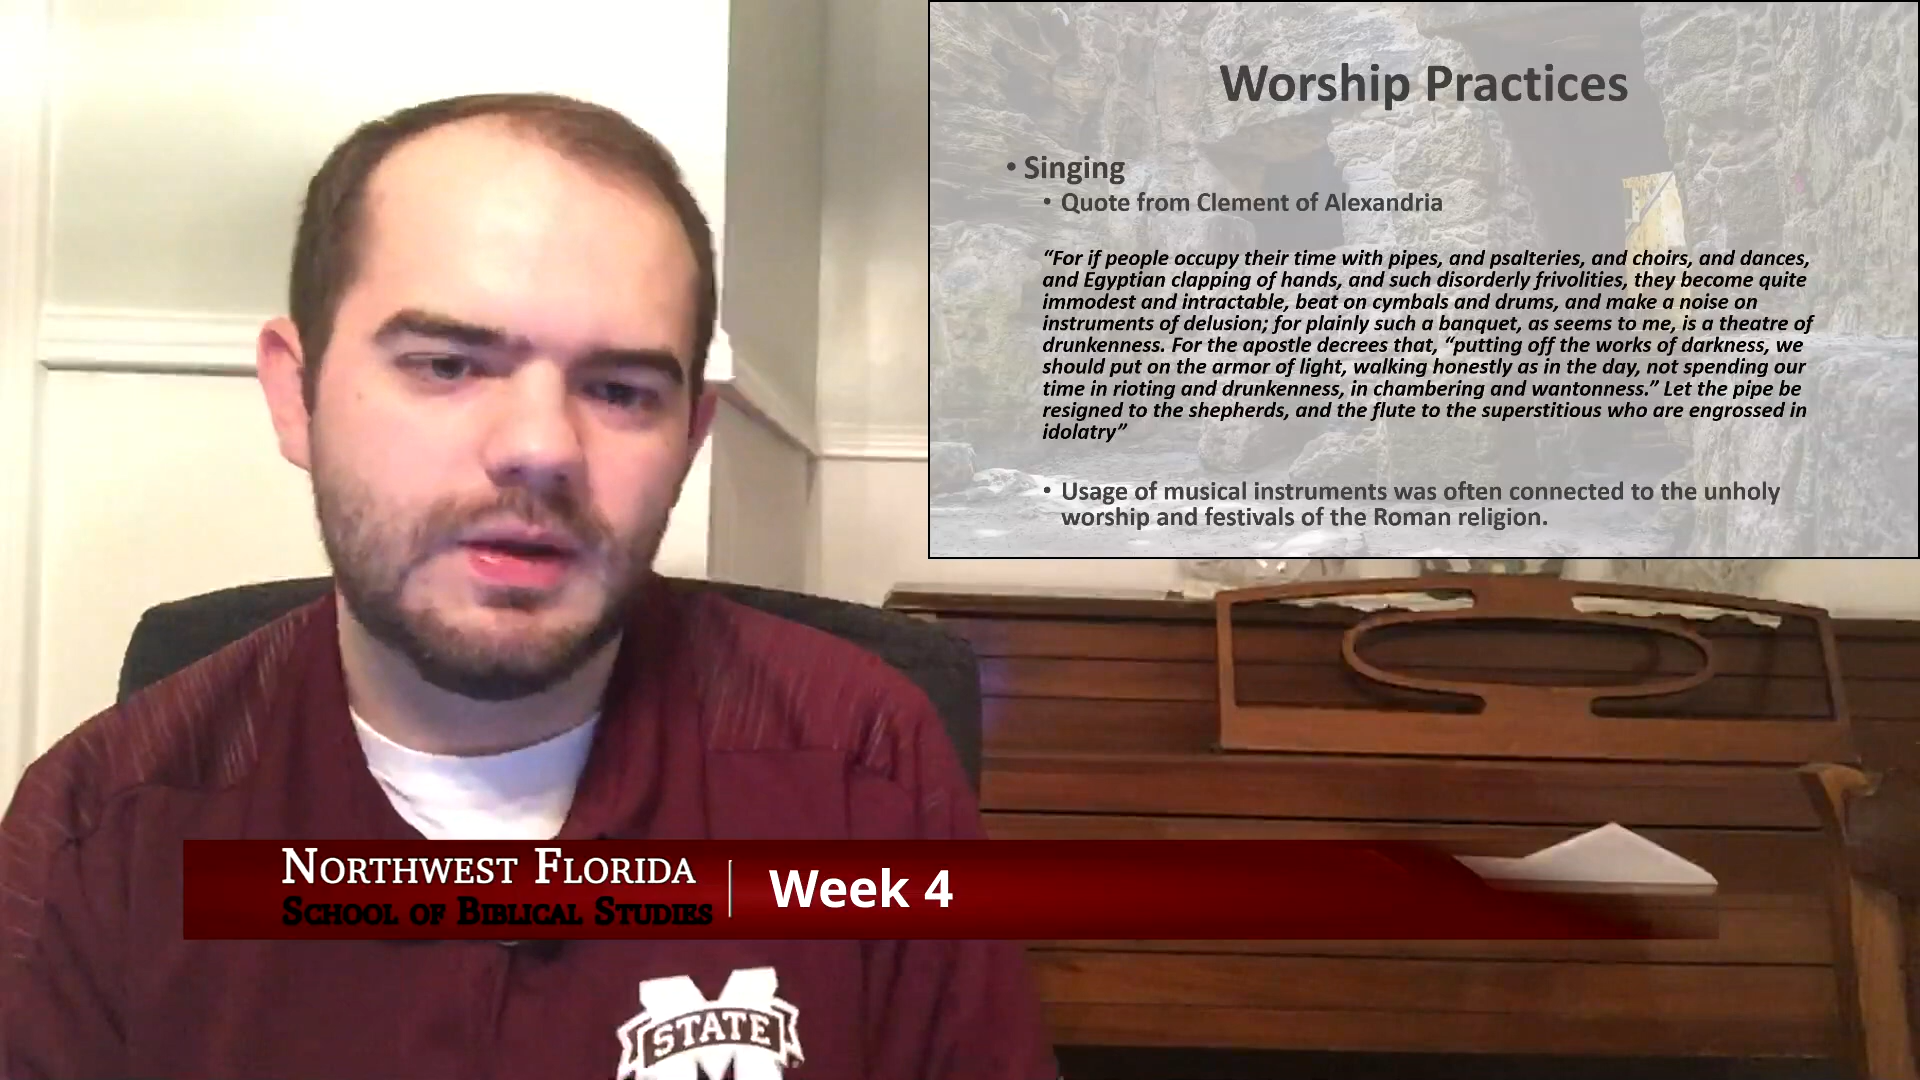 Worship Practices
• Singing
• Quote from Clement of Alexandria
“For if people occupy their time with pipes, and psalteries, and choirs, and dances,
and Egyptian clapping of hands, and such disorderly frivolities, they become quite
immodest and intractable, beat on cymbals and drums, and make a noise on
instruments of delusion; for plainly such a banquet, as seems to me, is a theatre of
drunkenness. For the apostle decrees that, “putting off the works of darkness, we
should put on the armor of light, walking honestly as in the day, not spending our
time in rioting and drunkenness, in chambering and wantonness.” Let the pipe be
resigned to the shepherds, and the flute to the superstitious who are engrossed in
idolatry”
• Usage of musical instruments was often connected to the unholy
worship and festivals of the Roman religion.
Northwest Florida
School of Biblical Studies
Week 4
M
STATE